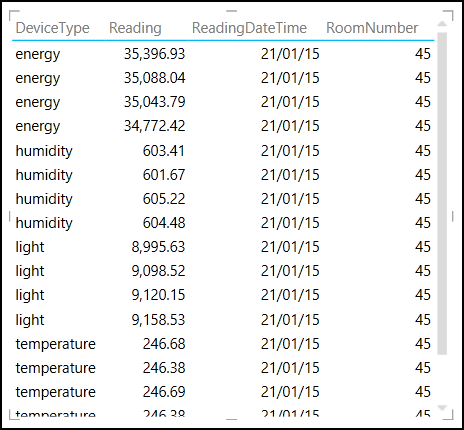 DeviceType Reading ReadingDateTime RoomNumber
energy 35,396.93 21/01/15 45
energy 35,088.04 21/01/15 45
energy 35,043.79 21/01/15 45
energy 34,772.42 21/01/15 45
humidity 603.41 21/01/15 45
humidity 601.67 21/01/15 45
humidity 605.22 21/01/15 45
humidity 604.48 21/01/15 45
light 8,995.63 21/01/15 45
light 9,098.52 21/01/15 45
light 9,120.15 21/01/15 45
light 9,158.53 21/01/15 45
temperature 246.68 21/01/15 45
temperature 246.38 21/01/15 45
temperature 246.69 21/01/15 45
temperature 246.38 21/01/15 45